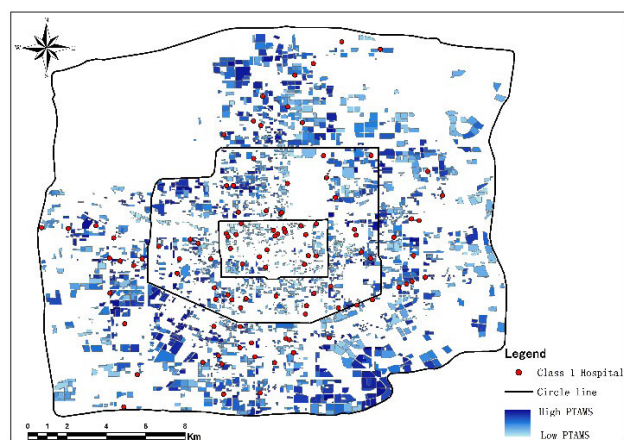 N
Legend
Class 1 Hospital
Circle line
High PTAMS
Low PTAMS
0 1 2 4 6 8
Km